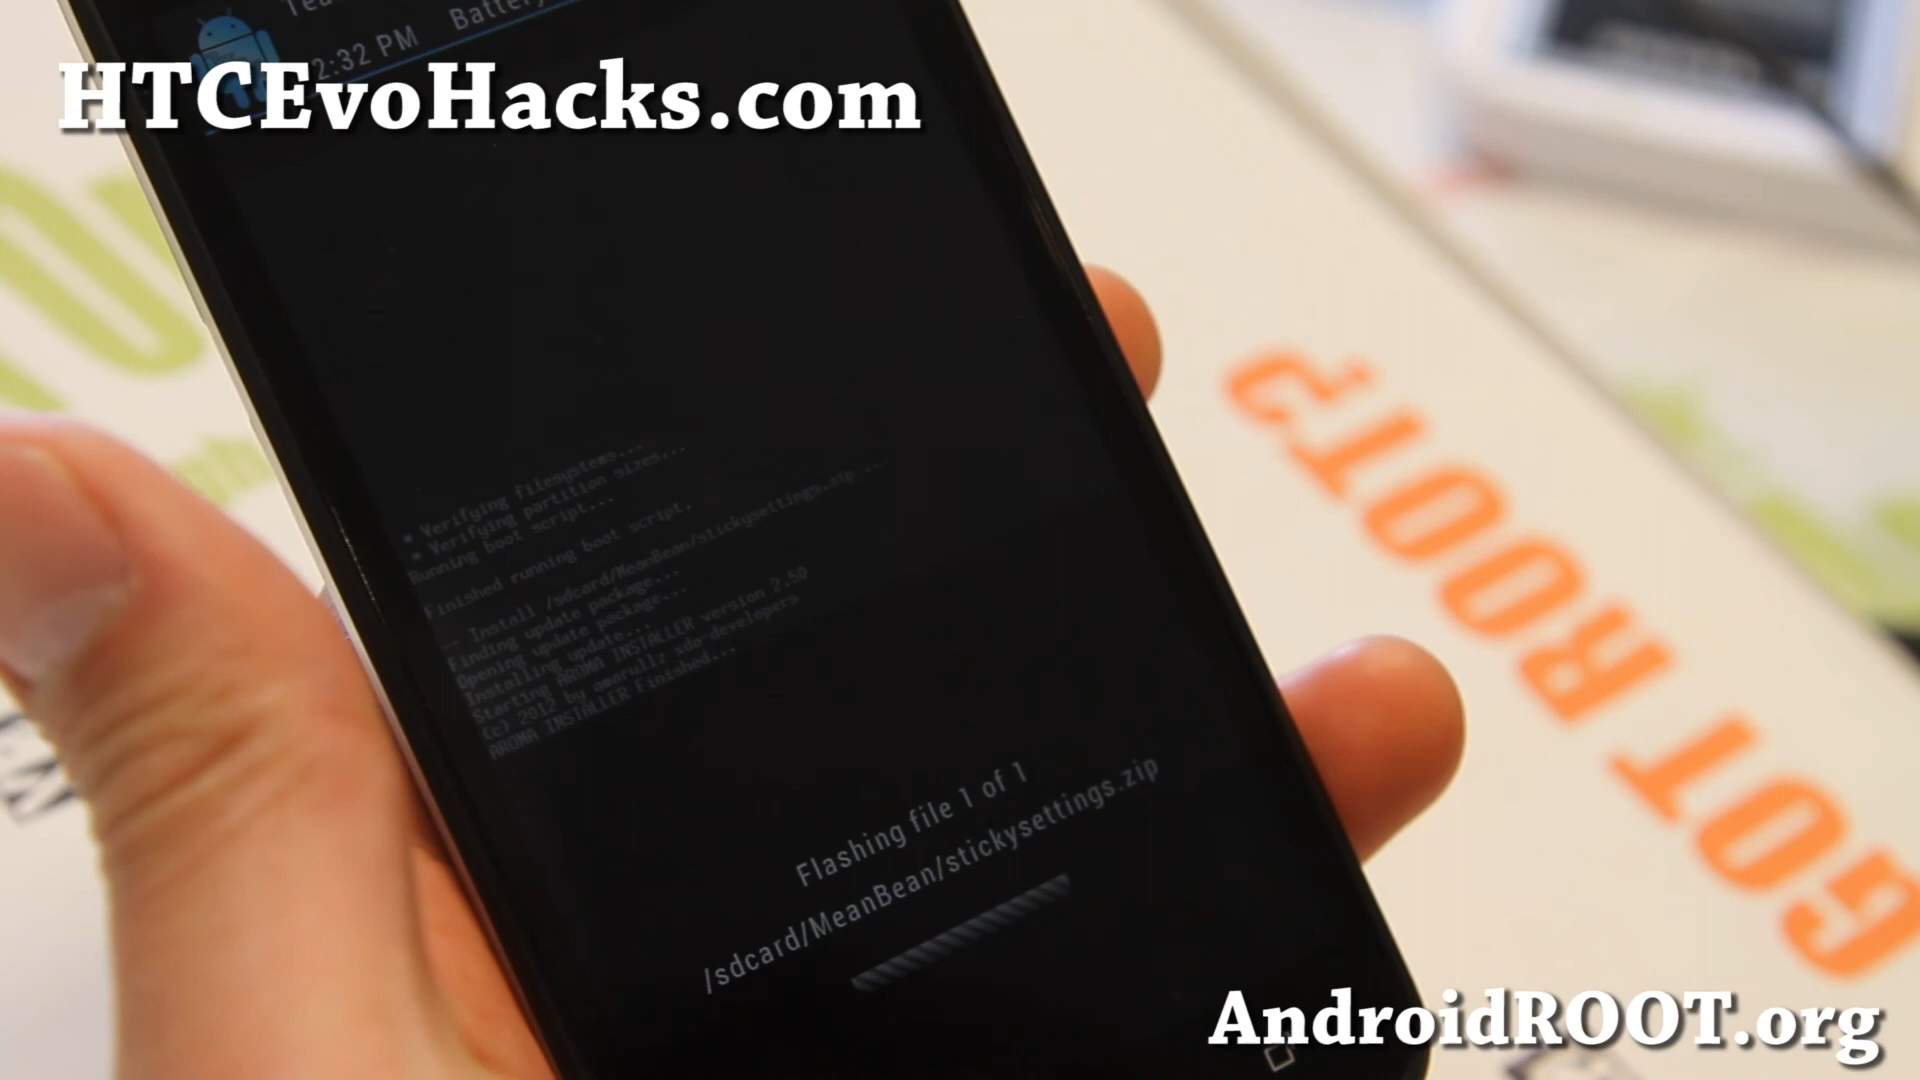 HTCEvoHacks.com
2:32 PM Battery
* Verifying filesystems...
* Verifying partition sizes...
Running boot script...
Finished running boot script.
-- Install /sdcard/MeanBean/stickysettings.zip ...
Finding update package...
Opening update package...
Installing update...
Starting AROMA INSTALLER version 2.50
(c) 2012 by amarullz xda-developers
AROMA INSTALLER Finished...
Flashing file 1 of 1
/sdcard/MeanBean/stickysettings.zip
GOT ROOT?
AndroidROOT.org